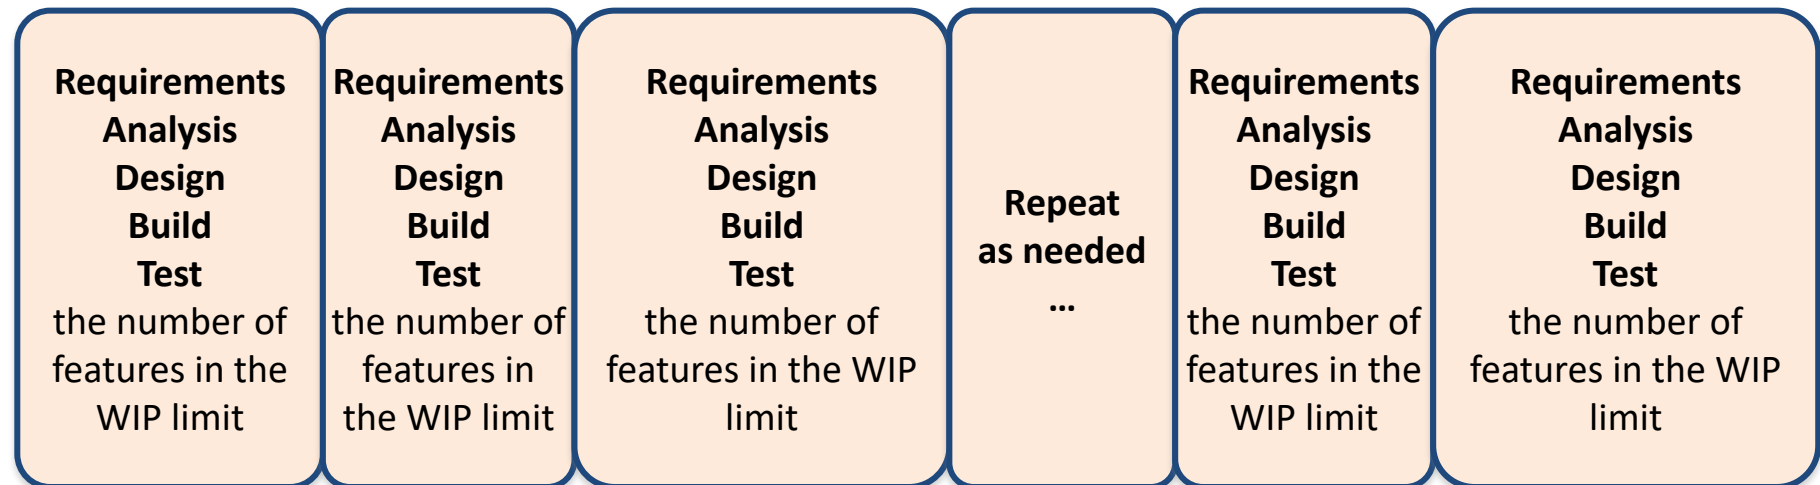 Requirements
Analysis
Design
Build
Test
the number of
features in the
WIP limit
Requirements
Analysis
Design
Build
Test
the number of
features in
the WIP limit
Requirements
Analysis
Design
Build
Test
the number of
features in the WIP
limit
Repeat
as needed
…
Requirements
Analysis
Design
Build
Test
the number of
features in the
WIP limit
Requirements
Analysis
Design
Build
Test
the number of
features in the WIP
limit